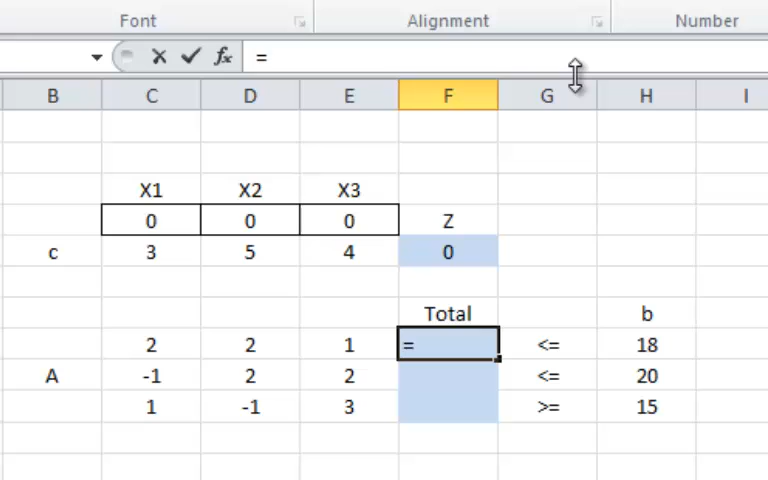 Font Alignment Number
fx =
B C D E F G H I
X1 X2 X3
0 0 0 Z
c 3 5 4 0
Total b
2 2 1 = <= 18
A -1 2 2 <= 20
1 -1 3 >= 15